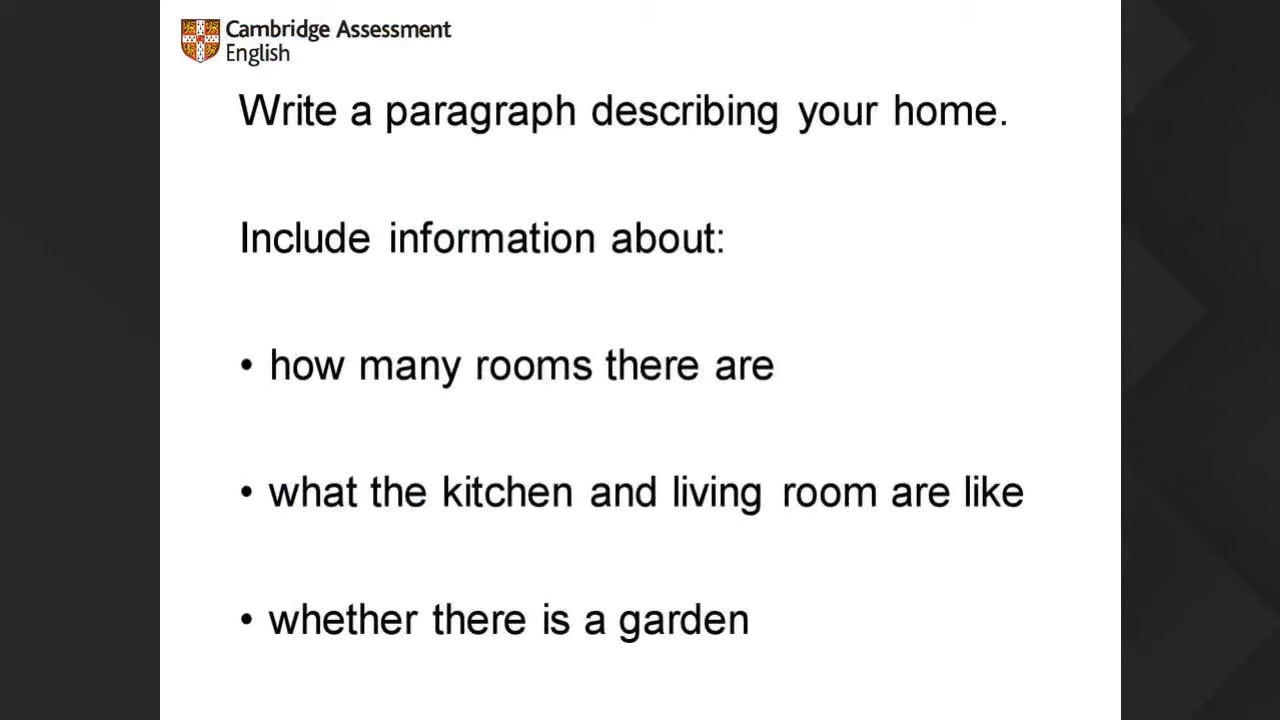 Cambridge Assessment
English
Write a paragraph describing your home.
Include information about:
• how many rooms there are
• what the kitchen and living room are like
• whether there is a garden